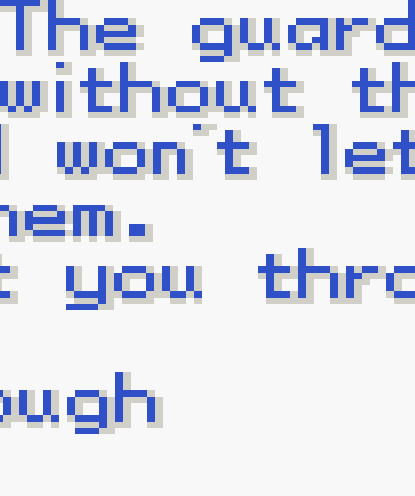 The guard
without th
won't let
hem.
t you thro
ough